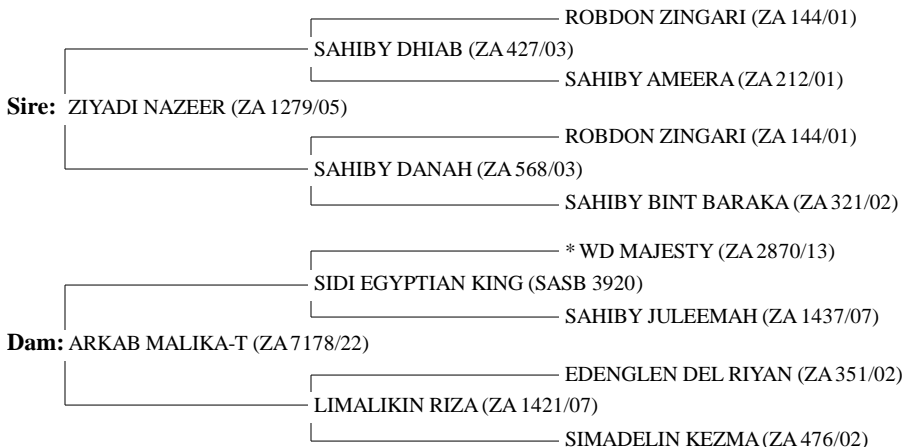 ROBDON ZINGARI (ZA 144/01)
SAHIBY DHIAB (ZA 427/03)
SAHIBY AMEERA (ZA 212/01)
Sire: ZIYADI NAZEER (ZA 1279/05)
ROBDON ZINGARI (ZA 144/01)
SAHIBY DANAH (ZA 568/03)
SAHIBY BINT BARAKA (ZA 321/02)
* WD MAJESTY (ZA 2870/13)
SIDI EGYPTIAN KING (SASB 3920)
SAHIBY JULEEMAH (ZA 1437/07)
Dam: ARKAB MALIKA-T (ZA 7178/22)
EDENGLEN DEL RIYAN (ZA 351/02)
LIMALIKIN RIZA (ZA 1421/07)
SIMADELIN KEZMA (ZA 476/02)